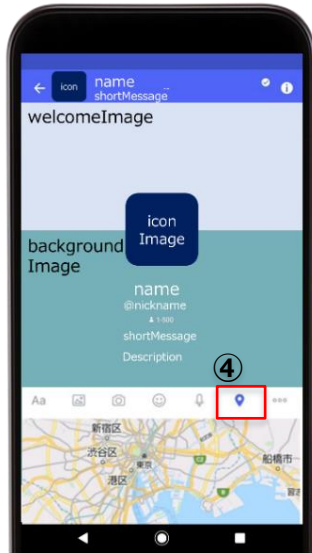 icon
name
shortMessage
welcomeImage
icon
Image
background
Image
name
@nickname
1-500
shortMessage
Description
④
Aa
新宿区
渋谷区
東京
港区
船橋市